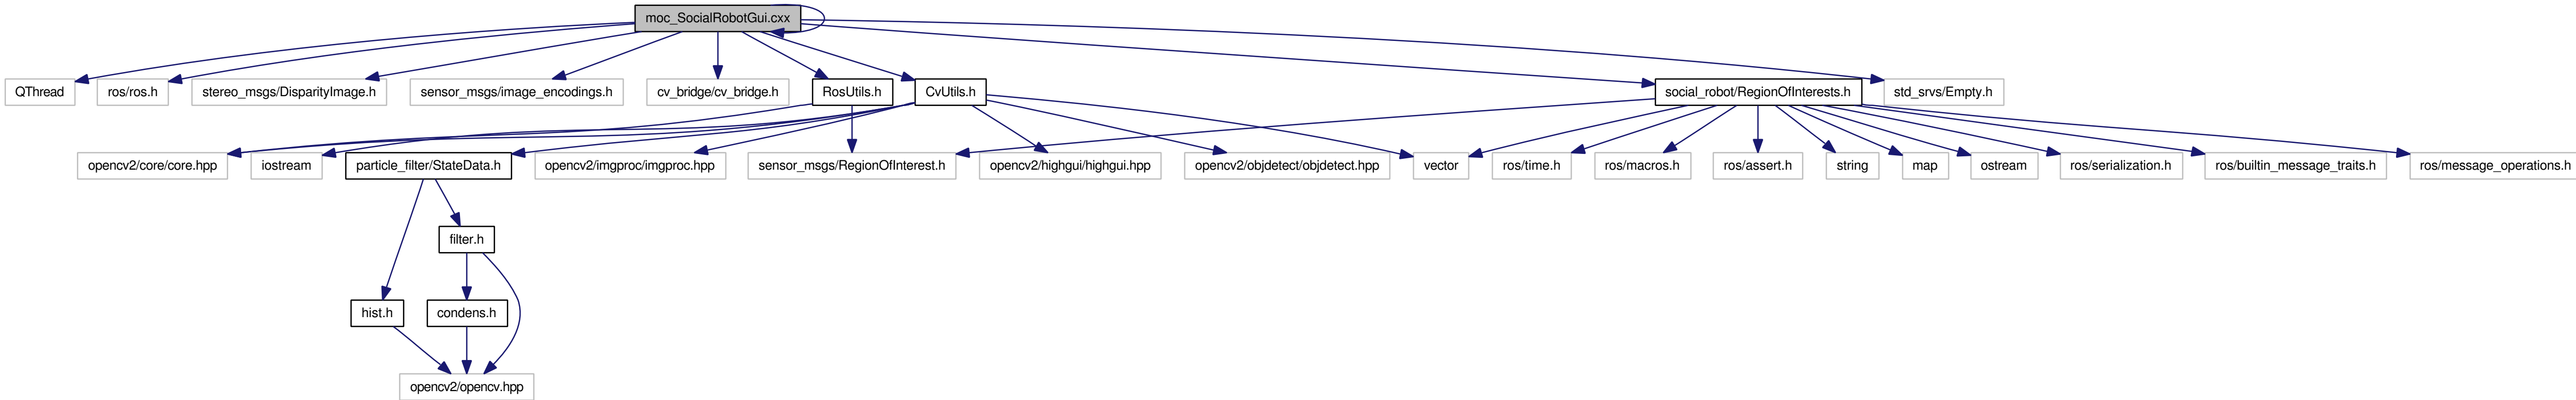 moc_SocialRobotGui.cxx
QThread
ros/ros.h
stereo_msgs/DisparityImage.h
sensor_msgs/image_encodings.h
cv_bridge/cv_bridge.h
RosUtils.h
CvUtils.h
social_robot/RegionOfInterests.h
std_srvs/Empty.h
opencv2/core/core.hpp
iostream
particle_filter/StateData.h
opencv2/imgproc/imgproc.hpp
sensor_msgs/RegionOfInterest.h
opencv2/highgui/highgui.hpp
opencv2/objdetect/objdetect.hpp
vector
ros/time.h
ros/macros.h
ros/assert.h
string
map
ostream
ros/serialization.h
ros/builtin_message_traits.h
ros/message_operations.h
filter.h
hist.h
condens.h
opencv2/opencv.hpp